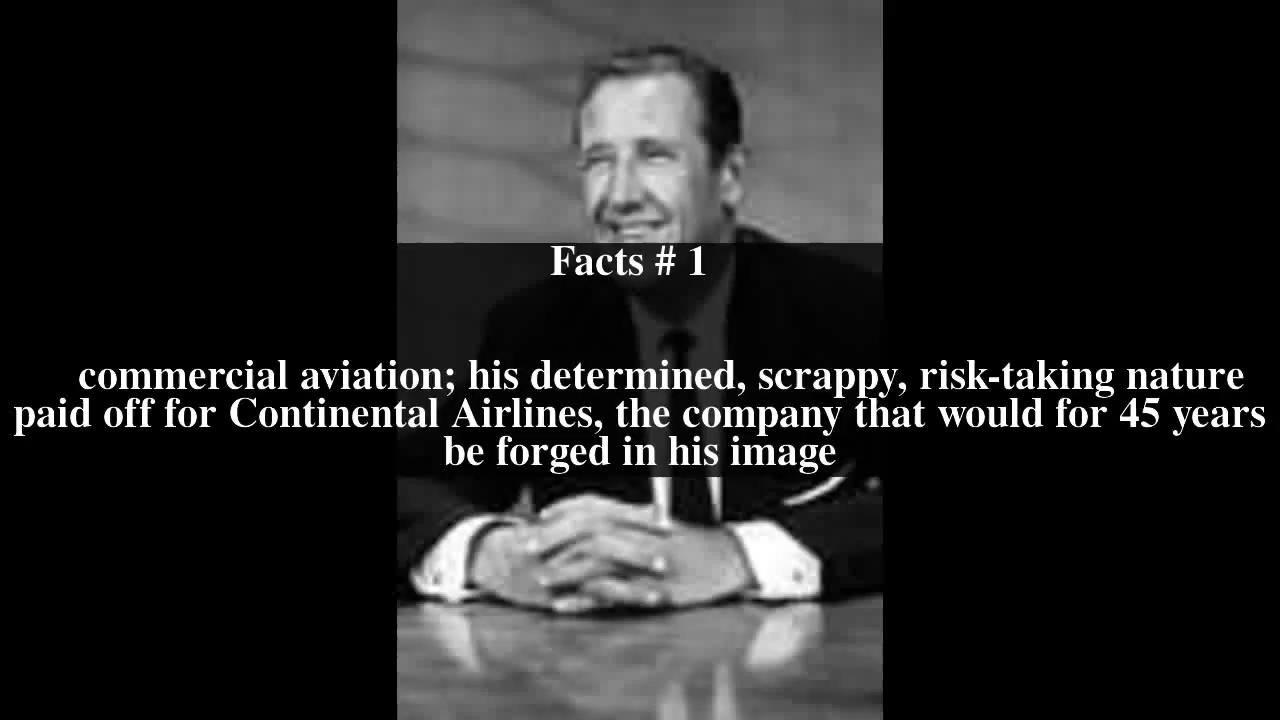 Facts # 1
commercial aviation; his determined, scrappy, risk-taking nature
paid off for Continental Airlines, the company that would for 45 years
be forged in his image